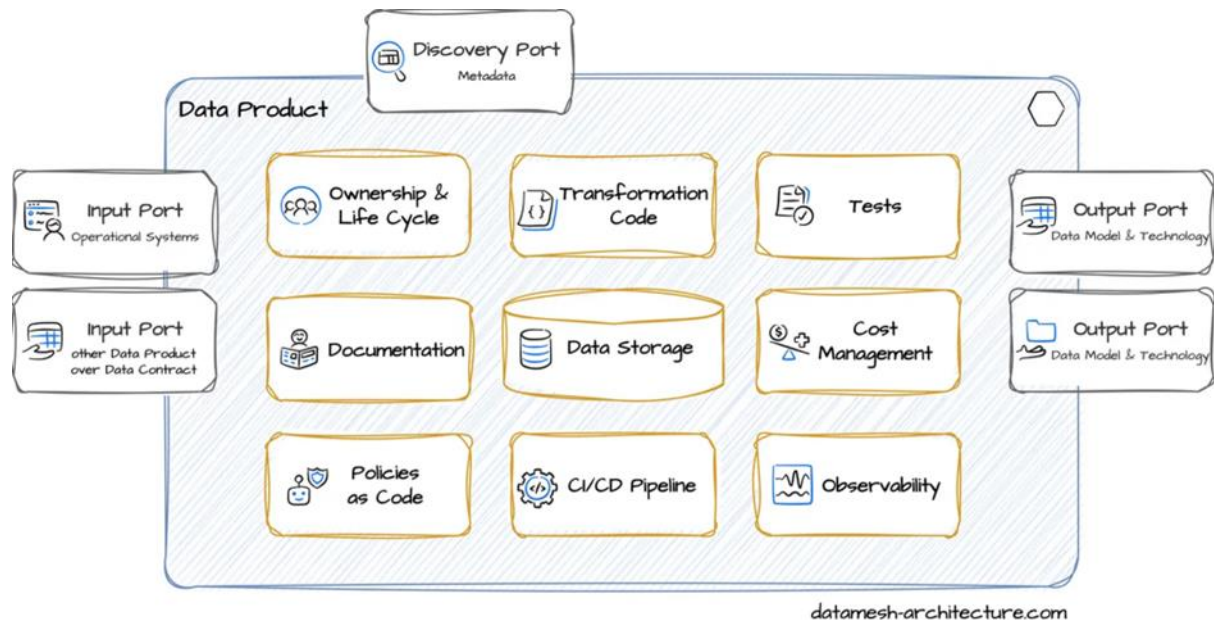 Discovery Port
Metadata
Data Product
Input Port
Operational Systems
Input Port
other Data Product
over Data Contract
Ownership &
Life Cycle
Transformation
Code
{ }
Tests
Documentation
Data Storage
$
Cost
Management
Policies
as Code
</>
CI/CD Pipeline
Observability
Output Port
Data Model & Technology
Output Port
Data Model & Technology
datamesh-architecture.com